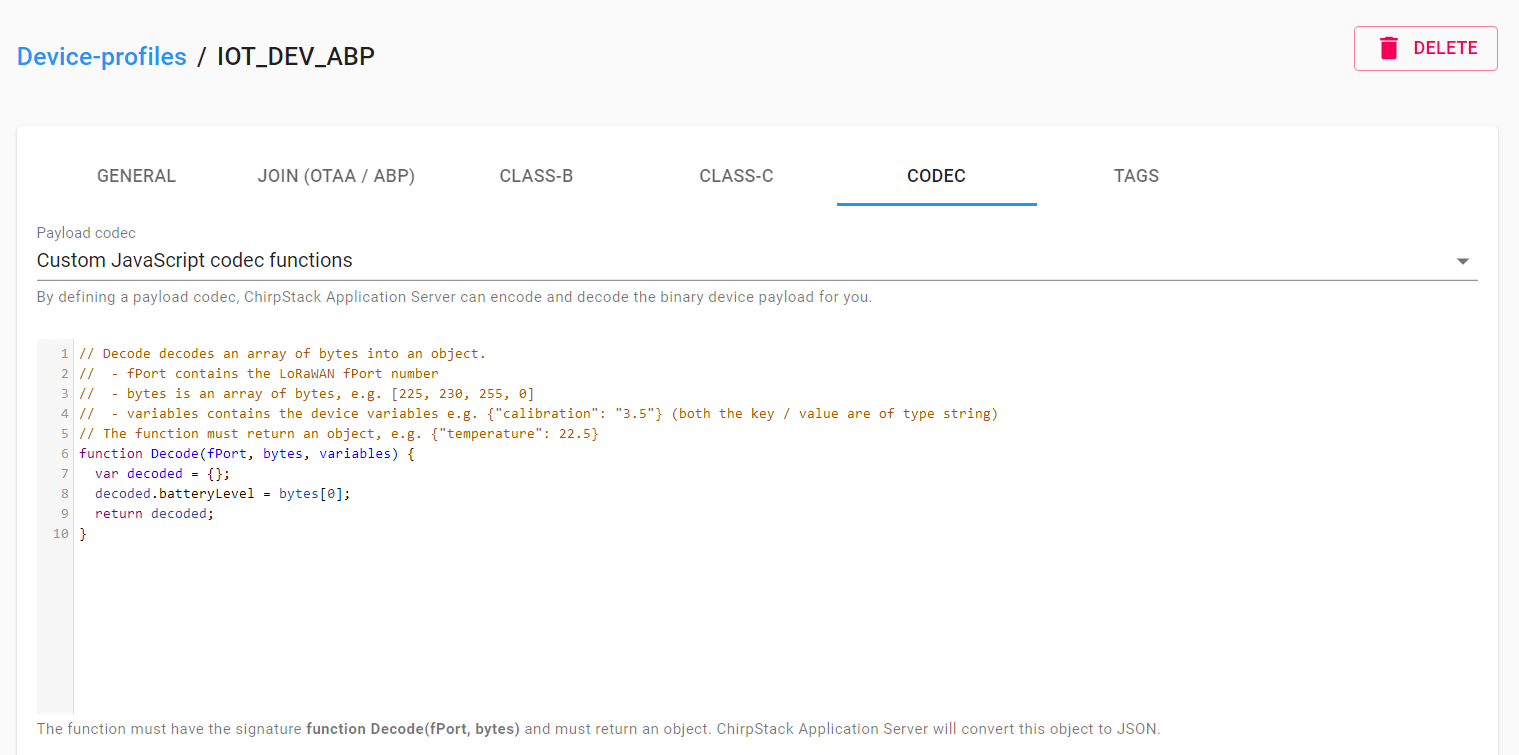 Device-profiles / IOT_DEV_ABP
DELETE
GENERAL JOIN (OTAA / ABP) CLASS-B CLASS-C CODEC TAGS
Payload codec
Custom JavaScript codec functions
By defining a payload codec, ChirpStack Application Server can encode and decode the binary device payload for you.
1 // Decode decodes an array of bytes into an object.
2 //  - fPort contains the LoRaWAN fPort number
3 //  - bytes is an array of bytes, e.g. [225, 230, 255, 0]
4 //  - variables contains the device variables e.g. {"calibration": "3.5"} (both the key / value are of type string)
5 // The function must return an object, e.g. {"temperature": 22.5}
6 function Decode(fPort, bytes, variables) {
7   var decoded = {};
8   decoded.batteryLevel = bytes[0];
9   return decoded;
10 }
The function must have the signature function Decode(fPort, bytes) and must return an object. ChirpStack Application Server will convert this object to JSON.